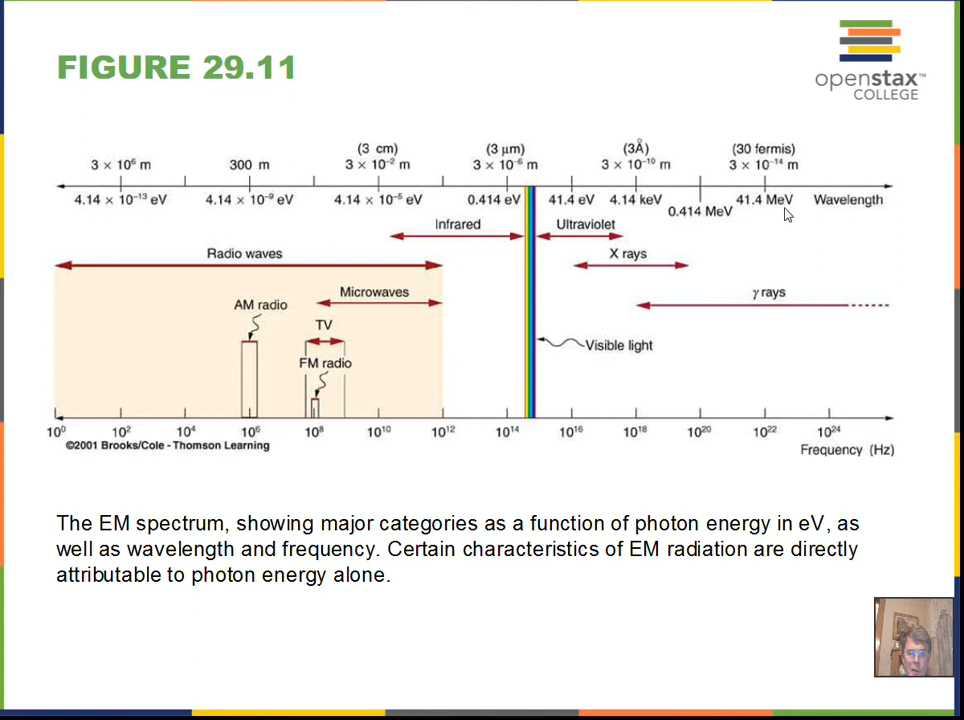 FIGURE 29.11
openstax™
COLLEGE
(3 cm) (3 μm) (3Å) (30 fermis)
3 × 10⁶ m 300 m 3 × 10⁻² m 3 × 10⁻⁶ m 3 × 10⁻¹⁰ m 3 × 10⁻¹⁴ m
4.14 × 10⁻¹³ eV 4.14 × 10⁻⁹ eV 4.14 × 10⁻⁵ eV 0.414 eV 41.4 eV 4.14 keV 41.4 MeV Wavelength
0.414 MeV
Infrared Ultraviolet
Radio waves X rays
Microwaves γ rays
AM radio
TV
Visible light
FM radio
10⁰ 10² 10⁴ 10⁶ 10⁸ 10¹⁰ 10¹² 10¹⁴ 10¹⁶ 10¹⁸ 10²⁰ 10²² 10²⁴
©2001 Brooks/Cole - Thomson Learning
Frequency (Hz)
The EM spectrum, showing major categories as a function of photon energy in eV, as
well as wavelength and frequency. Certain characteristics of EM radiation are directly
attributable to photon energy alone.